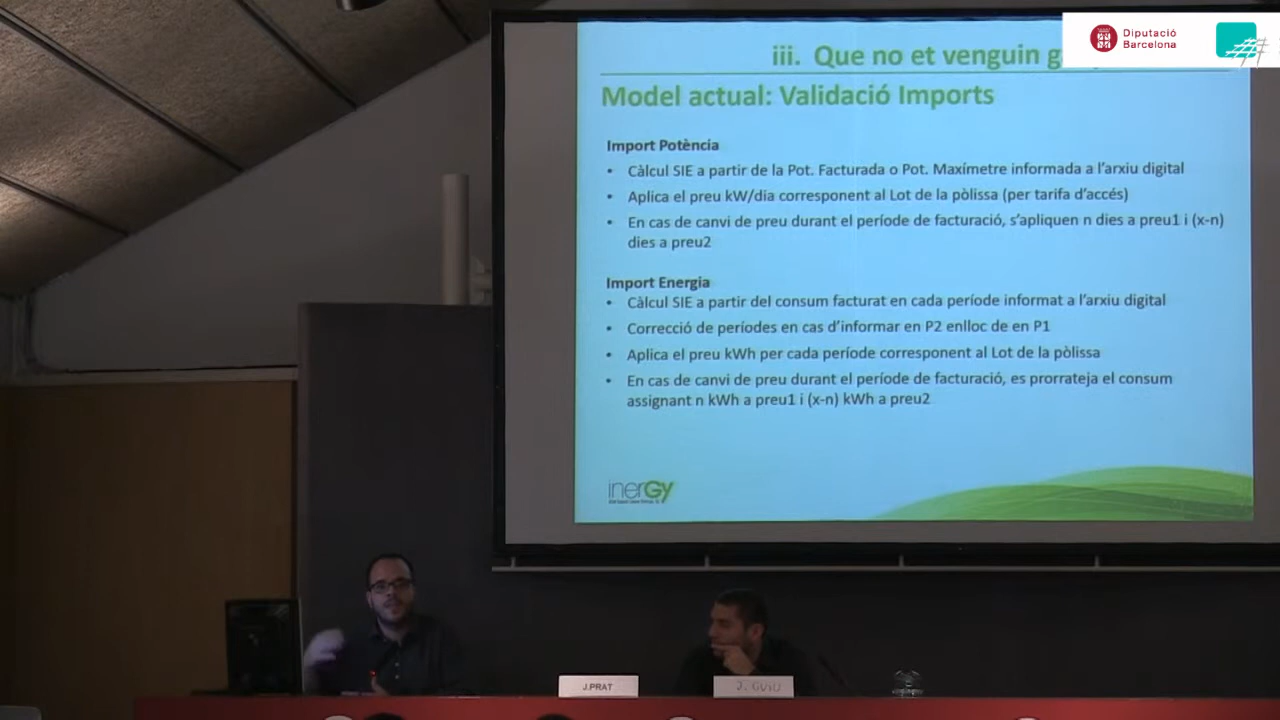 Diputació
Barcelona
iii. Que no et venguin
Model actual: Validació Imports
Import Potència
• Càlcul SIE a partir de la Pot. Facturada o Pot. Maxímetre informada a l'arxiu digital
• Aplica el preu kW/dia corresponent al Lot de la pòlissa (per tarifa d'accés)
• En cas de canvi de preu durant el període de facturació, s'apliquen n dies a preu1 i (x-n)
dies a preu2
Import Energia
• Càlcul SIE a partir del consum facturat en cada període informat a l'arxiu digital
• Correcció de períodes en cas d'informar en P2 enlloc de en P1
• Aplica el preu kWh per cada període corresponent al Lot de la pòlissa
• En cas de canvi de preu durant el període de facturació, es prorrateja el consum
assignant n kWh a preu1 i (x-n) kWh a preu2
inerGy
J.PRAT
J. GUIU